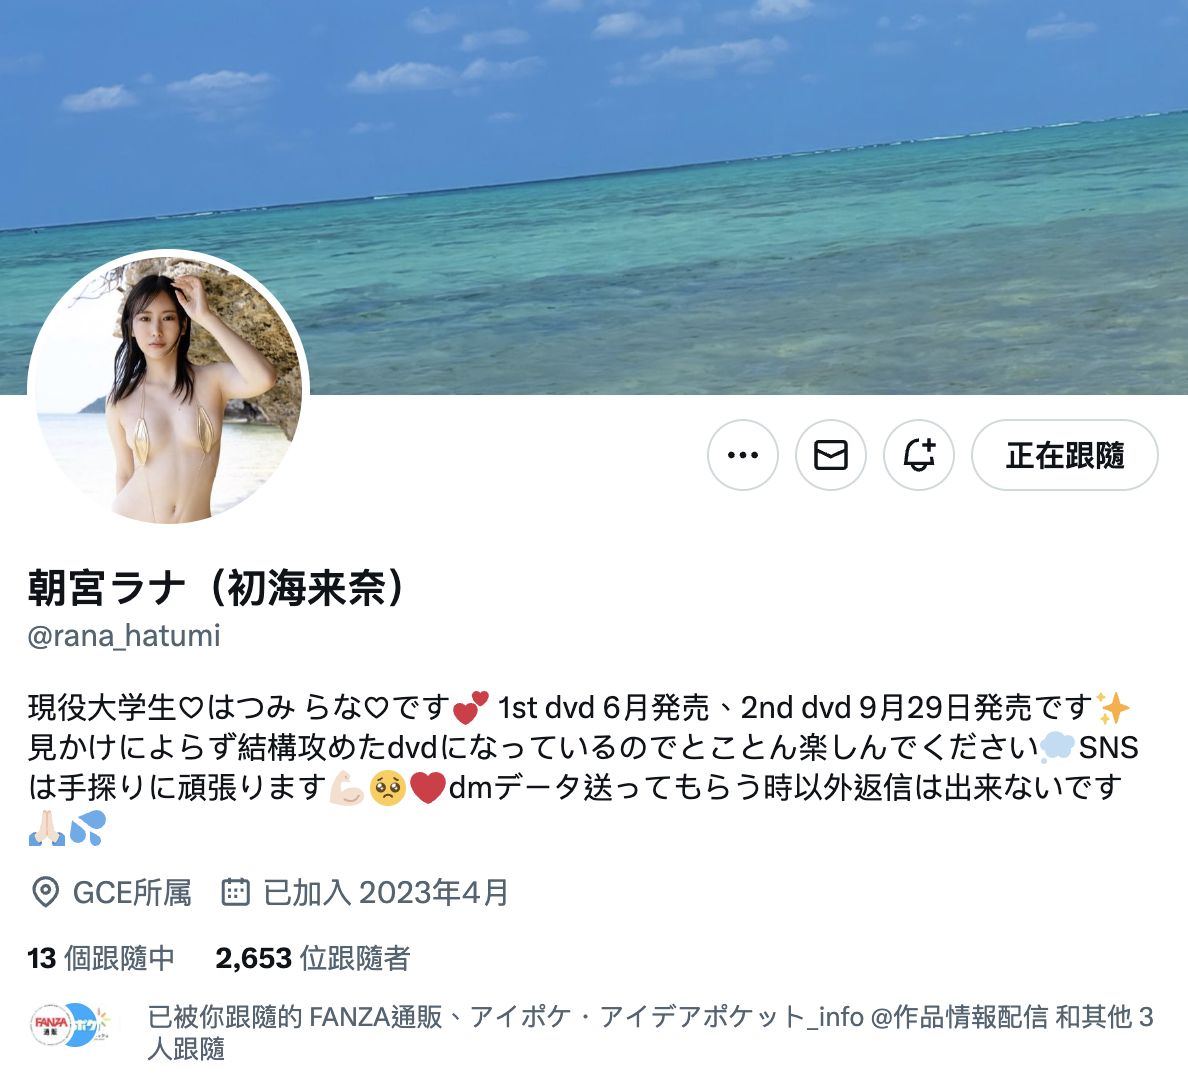 正在跟隨
朝宮ラナ（初海来奈）
@rana_hatumi
現役大学生♡はつみ らな♡です💕 1st dvd 6月発売、2nd dvd 9月29日発売です✨
見かけによらず結構攻めたdvdになっているのでとことん楽しんでください💭SNS
は手探りに頑張ります💪🏻🥺❤️dmデータ送ってもらう時以外返信は出来ないです
🙏🏻💦
GCE所属 已加入 2023年4月
13 個跟隨中 2,653 位跟隨者
FANZA
通販
已被你跟隨的 FANZA通販、アイポケ・アイデアポケット_info @作品情報配信 和其他 3
人跟隨